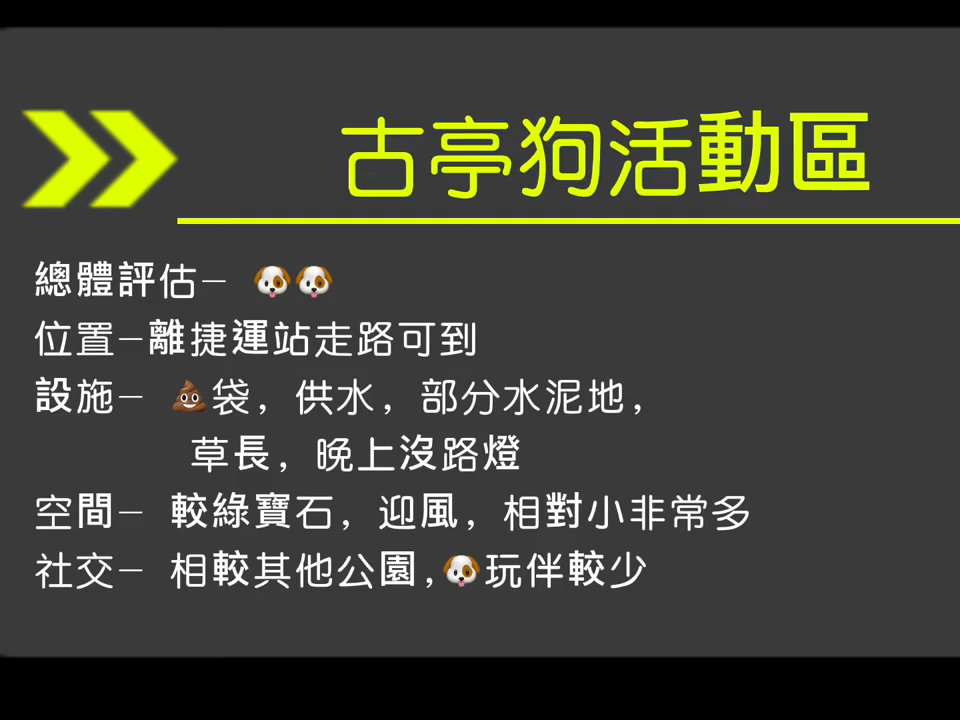 古亭狗活動區
總體評估– 🐶🐶
位置–離捷運站走路可到
設施– 💩袋，供水，部分水泥地，
草長，晚上沒路燈
空間– 較綠寶石，迎風，相對小非常多
社交– 相較其他公園,🐶玩伴較少